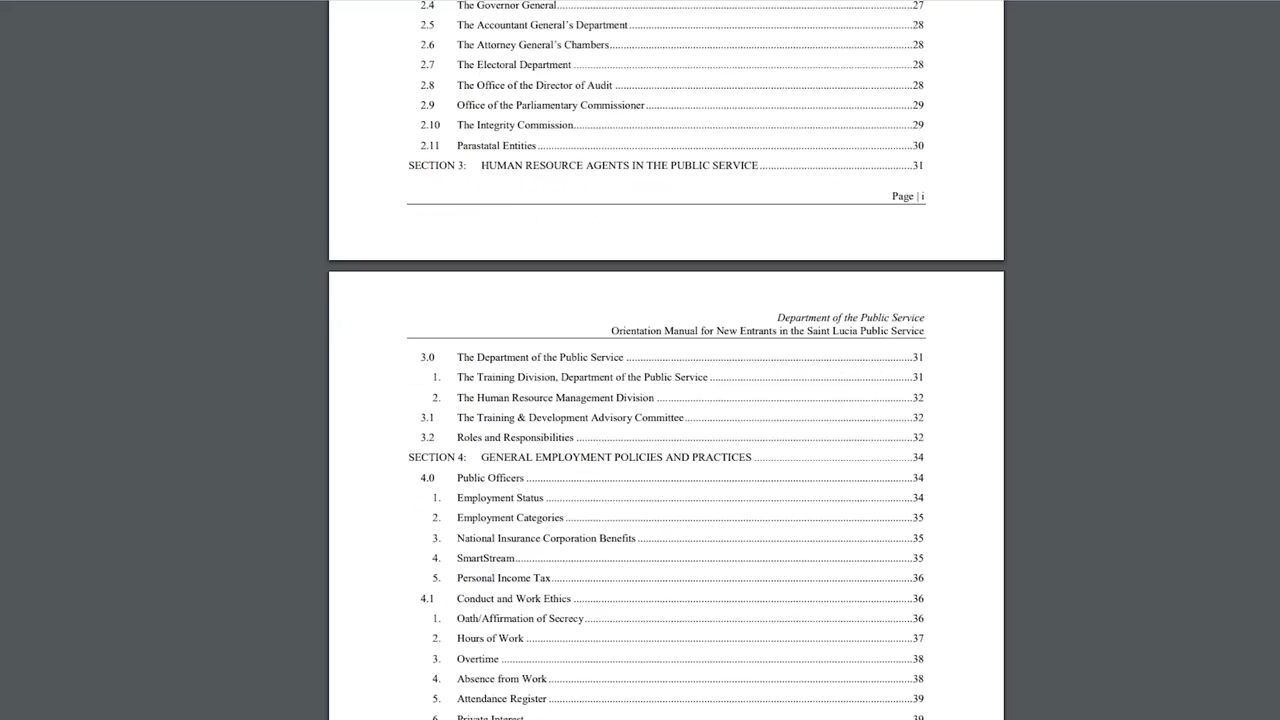 2.4 The Governor General....................27
2.5 The Accountant General's Department....................28
2.6 The Attorney General's Chambers....................28
2.7 The Electoral Department ....................28
2.8 The Office of the Director of Audit ....................28
2.9 Office of the Parliamentary Commissioner....................29
2.10 The Integrity Commission....................29
2.11 Parastatal Entities....................30
SECTION 3: HUMAN RESOURCE AGENTS IN THE PUBLIC SERVICE....................31
Page | i
Department of the Public Service
Orientation Manual for New Entrants in the Saint Lucia Public Service
3.0 The Department of the Public Service ....................31
1. The Training Division, Department of the Public Service....................31
2. The Human Resource Management Division ....................32
3.1 The Training & Development Advisory Committee....................32
3.2 Roles and Responsibilities ....................32
SECTION 4: GENERAL EMPLOYMENT POLICIES AND PRACTICES ....................34
4.0 Public Officers ....................34
1. Employment Status ....................34
2. Employment Categories ....................35
3. National Insurance Corporation Benefits ....................35
4. SmartStream....................35
5. Personal Income Tax....................36
4.1 Conduct and Work Ethics ....................36
1. Oath/Affirmation of Secrecy....................36
2. Hours of Work ....................37
3. Overtime ....................38
4. Absence from Work....................38
5. Attendance Register ....................39
6. Private Interest....................39